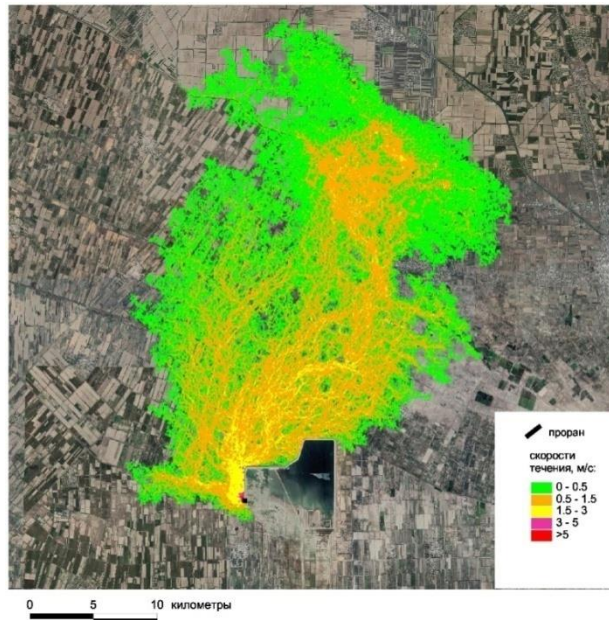 проран
скорости
течения, м/с:
0 - 0.5
0.5 - 1.5
1.5 - 3
3 - 5
>5
0 5 10 километры